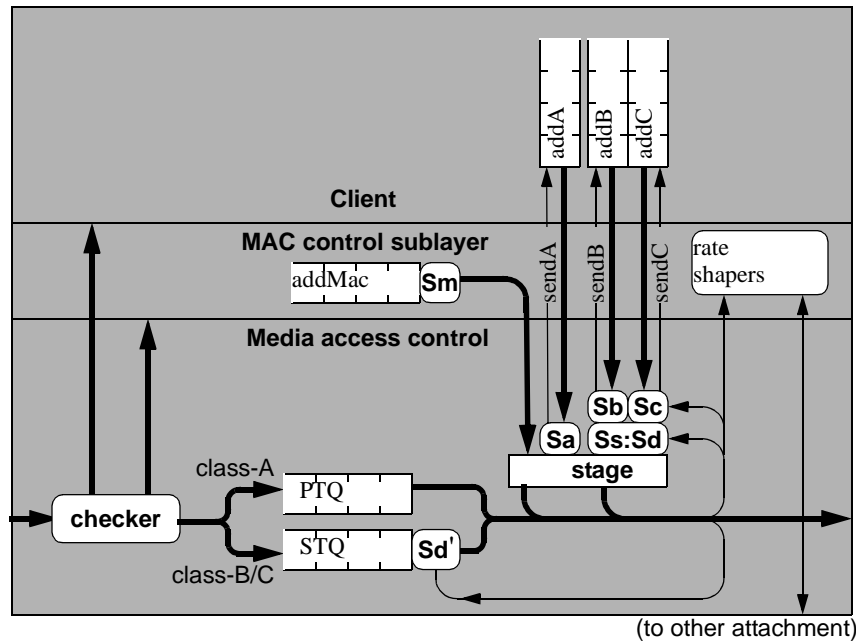 addA
addB
addC
Client
MAC control sublayer
addMac
Sm
sendA
sendB
sendC
rate
shapers
Media access control
Sb
Sc
Sa
Ss:Sd
stage
class-A
PTQ
checker
STQ
Sd'
class-B/C
(to other attachment)